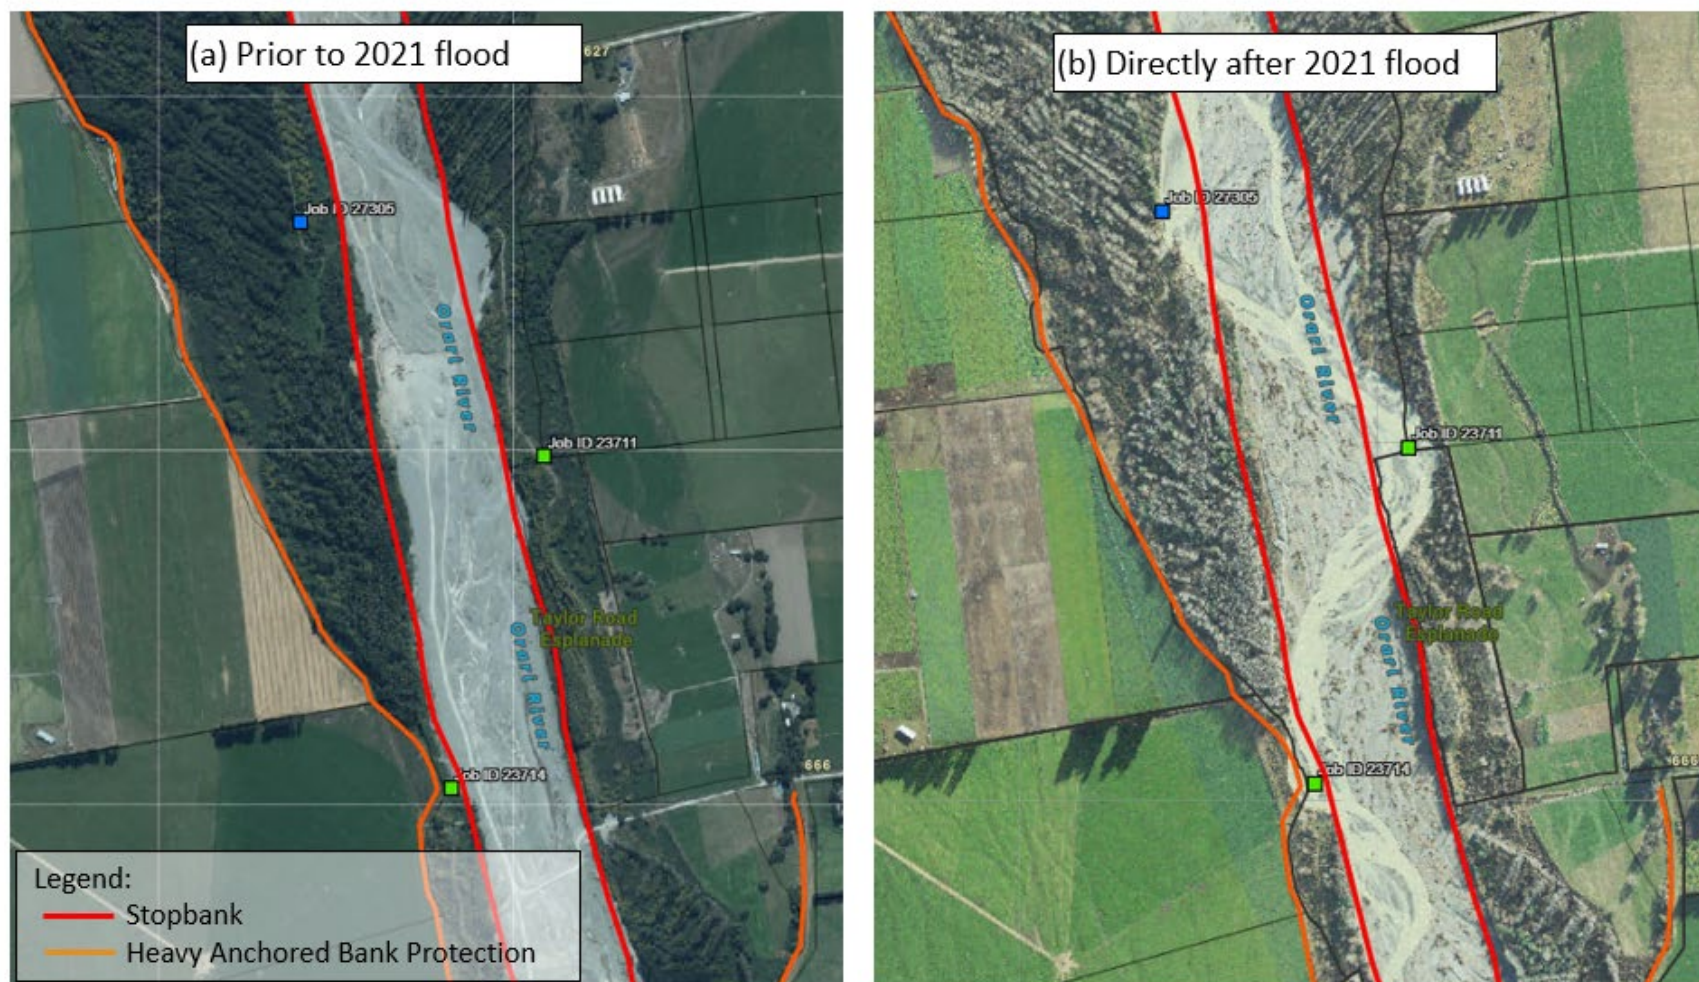 (a) Prior to 2021 flood
627
Job ID 27305
Orari River
Job ID 23711
Taylor Road
Esplanade
Orari River
666
Job ID 23714
Legend:
Stopbank
Heavy Anchored Bank Protection
(b) Directly after 2021 flood
Job ID 27305
Orari River
Job ID 23711
Taylor Road
Esplanade
Orari River
666
Job ID 23714